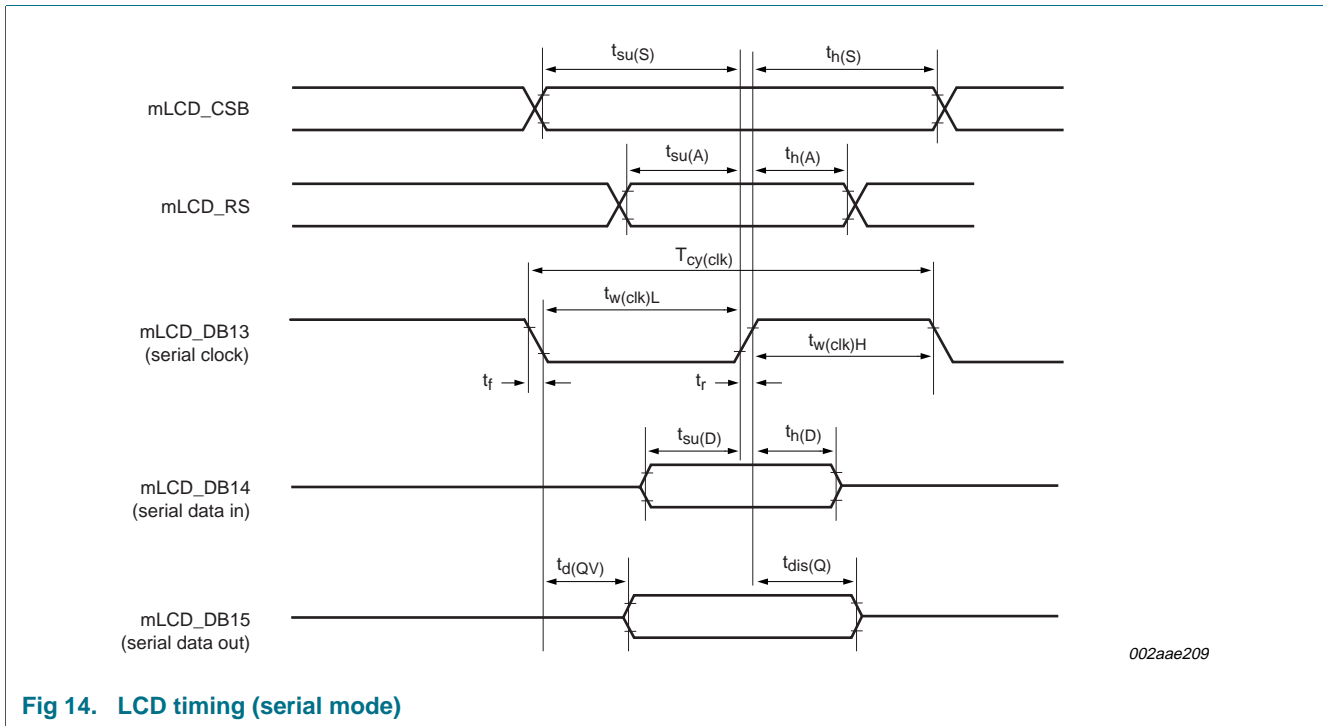 tsu(S)
th(S)
mLCD_CSB
tsu(A)
th(A)
mLCD_RS
Tcy(clk)
tw(clk)L
mLCD_DB13
(serial clock)
tw(clk)H
tf
tr
tsu(D)
th(D)
mLCD_DB14
(serial data in)
td(QV)
tdis(Q)
mLCD_DB15
(serial data out)
002aae209
Fig 14. LCD timing (serial mode)